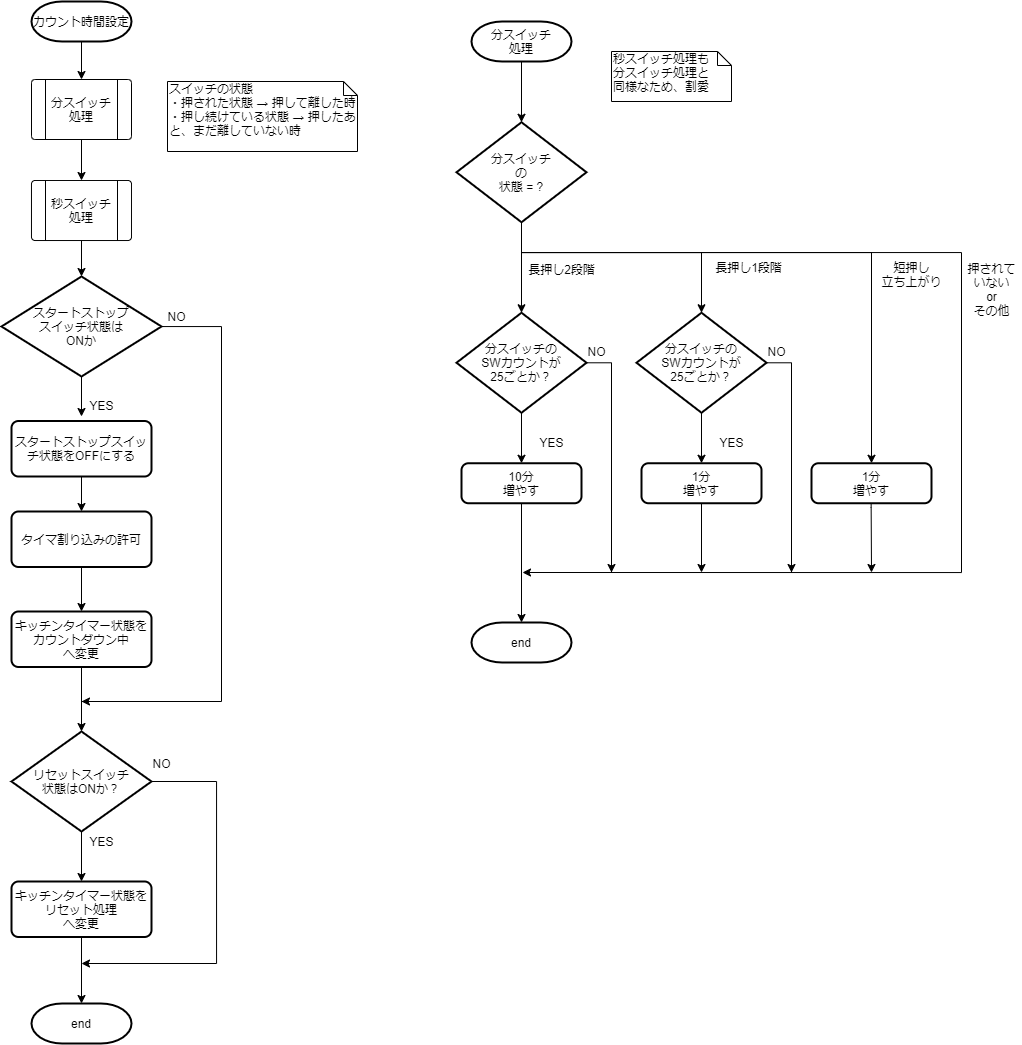 カウント時間設定
分スイッチ
処理
スイッチの状態
・押された状態 → 押して離した時
・押し続けている状態 → 押したあ
と、まだ離していない時
秒スイッチ
処理
スタートストップ
スイッチ状態は
ONか
NO
YES
スタートストップスイッ
チ状態をOFFにする
タイマ割り込みの許可
キッチンタイマー状態を
カウントダウン中
へ変更
リセットスイッチ
状態はONか？
NO
YES
キッチンタイマー状態を
リセット処理
へ変更
end
分スイッチ
処理
秒スイッチ処理も
分スイッチ処理と
同様なため、割愛
分スイッチ
の
状態 = ?
長押し2段階
長押し1段階
短押し
立ち上がり
押されて
いない
or
その他
分スイッチの
SWカウントが
25ごとか？
NO
YES
分スイッチの
SWカウントが
25ごとか？
NO
YES
10分
増やす
1分
増やす
1分
増やす
end